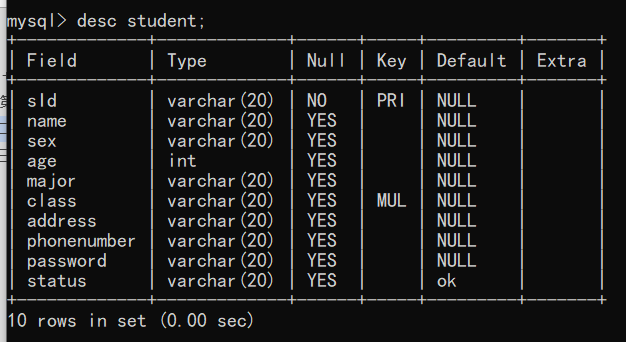 mysql> desc student;
+-------------+-------------+------+-----+---------+-------+
| Field       | Type        | Null | Key | Default | Extra |
+-------------+-------------+------+-----+---------+-------+
| sId         | varchar(20) | NO   | PRI | NULL    |       |
| name        | varchar(20) | YES  |     | NULL    |       |
| sex         | varchar(20) | YES  |     | NULL    |       |
| age         | int         | YES  |     | NULL    |       |
| major       | varchar(20) | YES  |     | NULL    |       |
| class       | varchar(20) | YES  | MUL | NULL    |       |
| address     | varchar(20) | YES  |     | NULL    |       |
| phonenumber | varchar(20) | YES  |     | NULL    |       |
| password    | varchar(20) | YES  |     | NULL    |       |
| status      | varchar(20) | YES  |     | ok      |       |
+-------------+-------------+------+-----+---------+-------+
10 rows in set (0.00 sec)